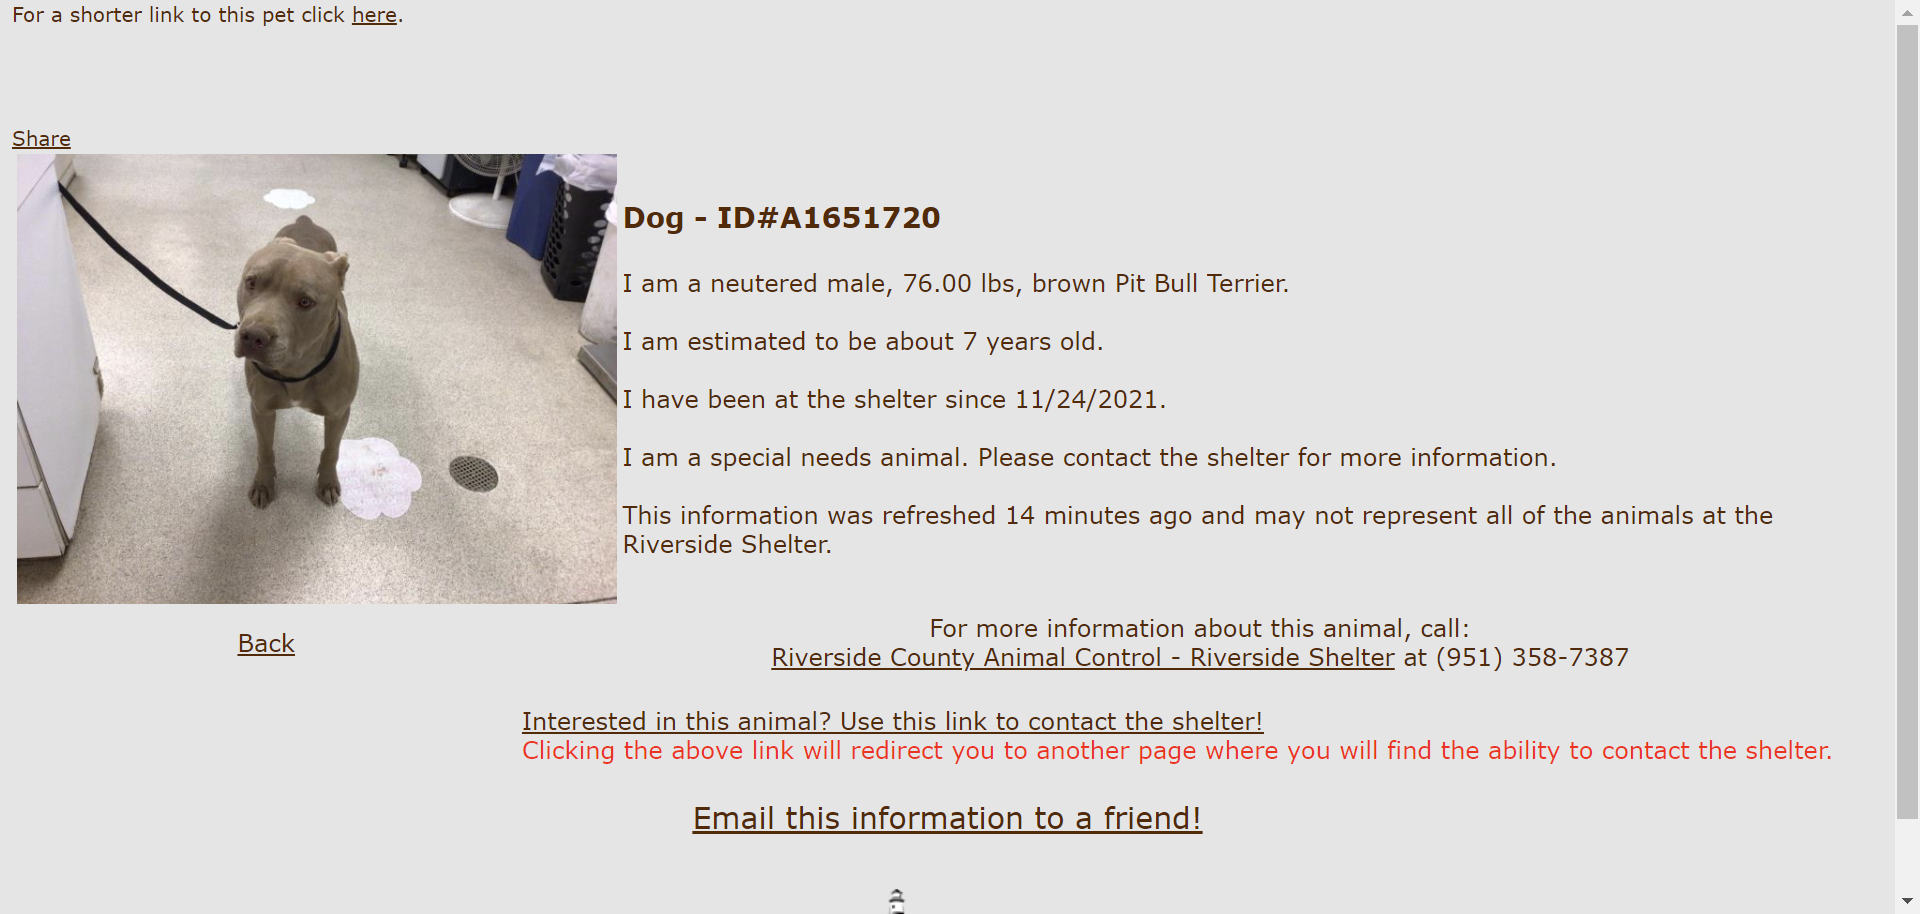 For a shorter link to this pet click here.
Share
Dog - ID#A1651720
I am a neutered male, 76.00 lbs, brown Pit Bull Terrier.
I am estimated to be about 7 years old.
I have been at the shelter since 11/24/2021.
I am a special needs animal. Please contact the shelter for more information.
This information was refreshed 14 minutes ago and may not represent all of the animals at the
Riverside Shelter.
Back
For more information about this animal, call:
Riverside County Animal Control - Riverside Shelter at (951) 358-7387
Interested in this animal? Use this link to contact the shelter!
Clicking the above link will redirect you to another page where you will find the ability to contact the shelter.
Email this information to a friend!